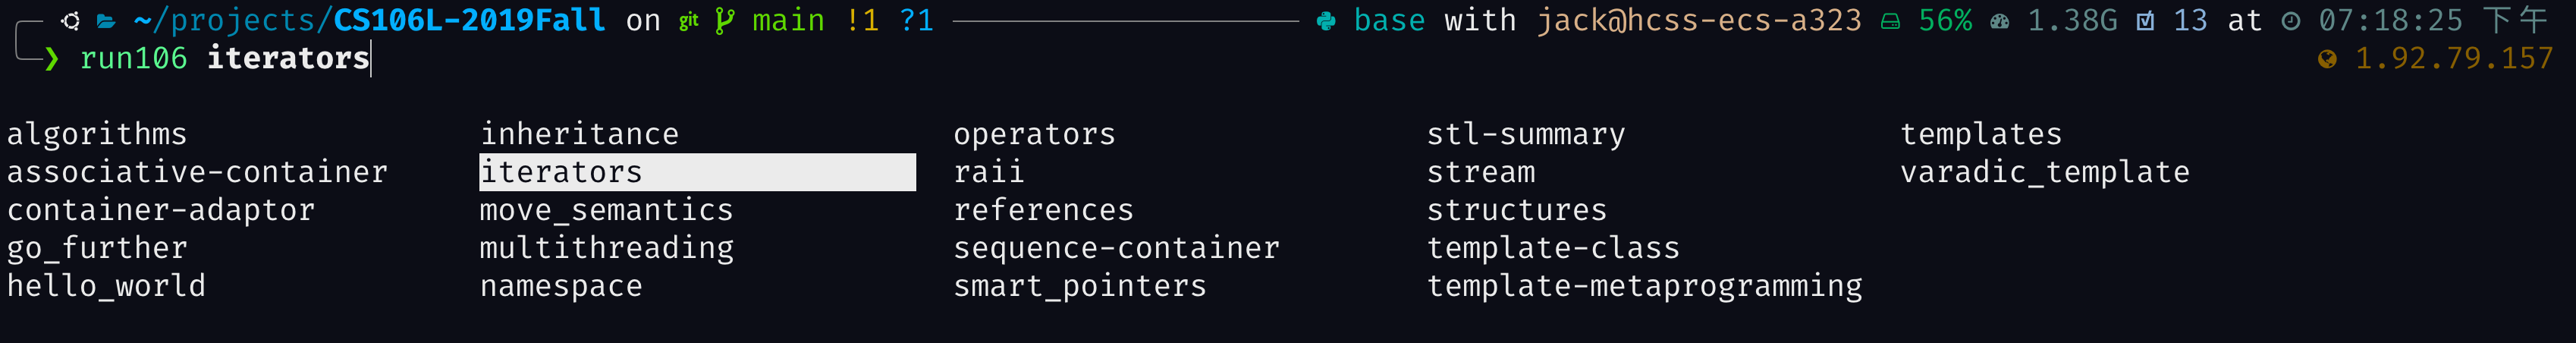 ~/projects/CS106L-2019Fall on git main !1 ?1 base with jack@hcss-ecs-a323 56% 1.38G 13 at 07:18:25 下午
❯ run106 iterators 1.92.79.157
algorithms inheritance operators stl-summary templates
associative-container iterators raii stream varadic_template
container-adaptor move_semantics references structures
go_further multithreading sequence-container template-class
hello_world namespace smart_pointers template-metaprogramming